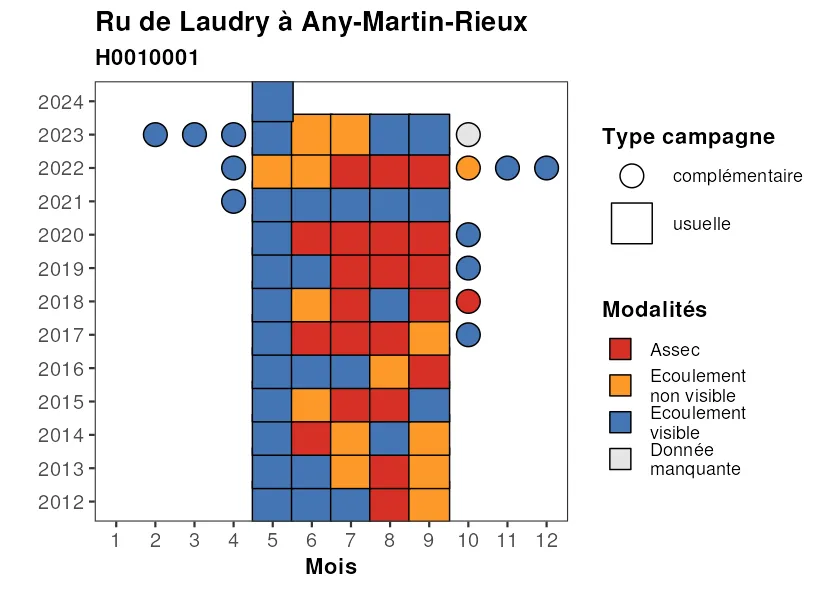 Ru de Laudry à Any-Martin-Rieux
H0010001
2024
2023
2022
2021
2020
2019
2018
2017
2016
2015
2014
2013
2012
1 2 3 4 5 6 7 8 9 10 11 12
Mois
Type campagne
complémentaire
usuelle
Modalités
Assec
Ecoulement
non visible
Ecoulement
visible
Donnée
manquante